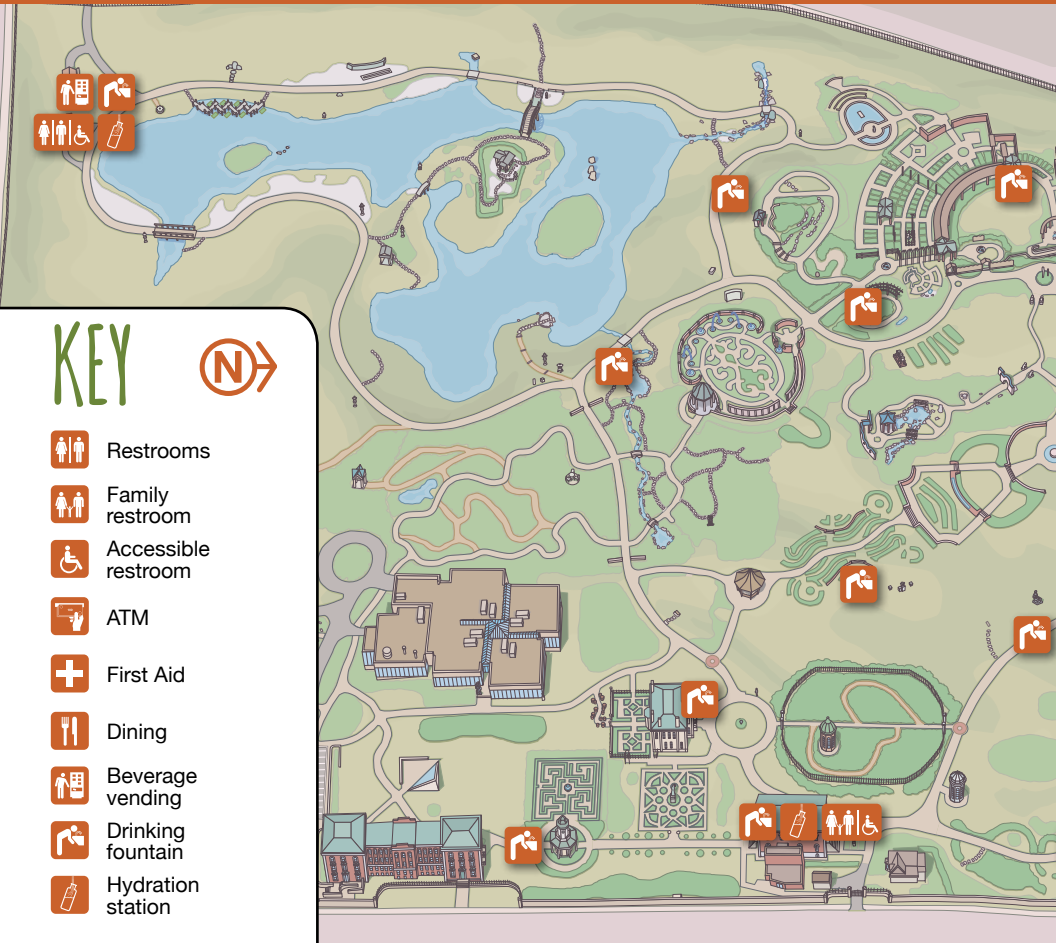 KEY
N
Restrooms
Family
restroom
Accessible
restroom
ATM
First Aid
Dining
Beverage
vending
Drinking
fountain
Hydration
station